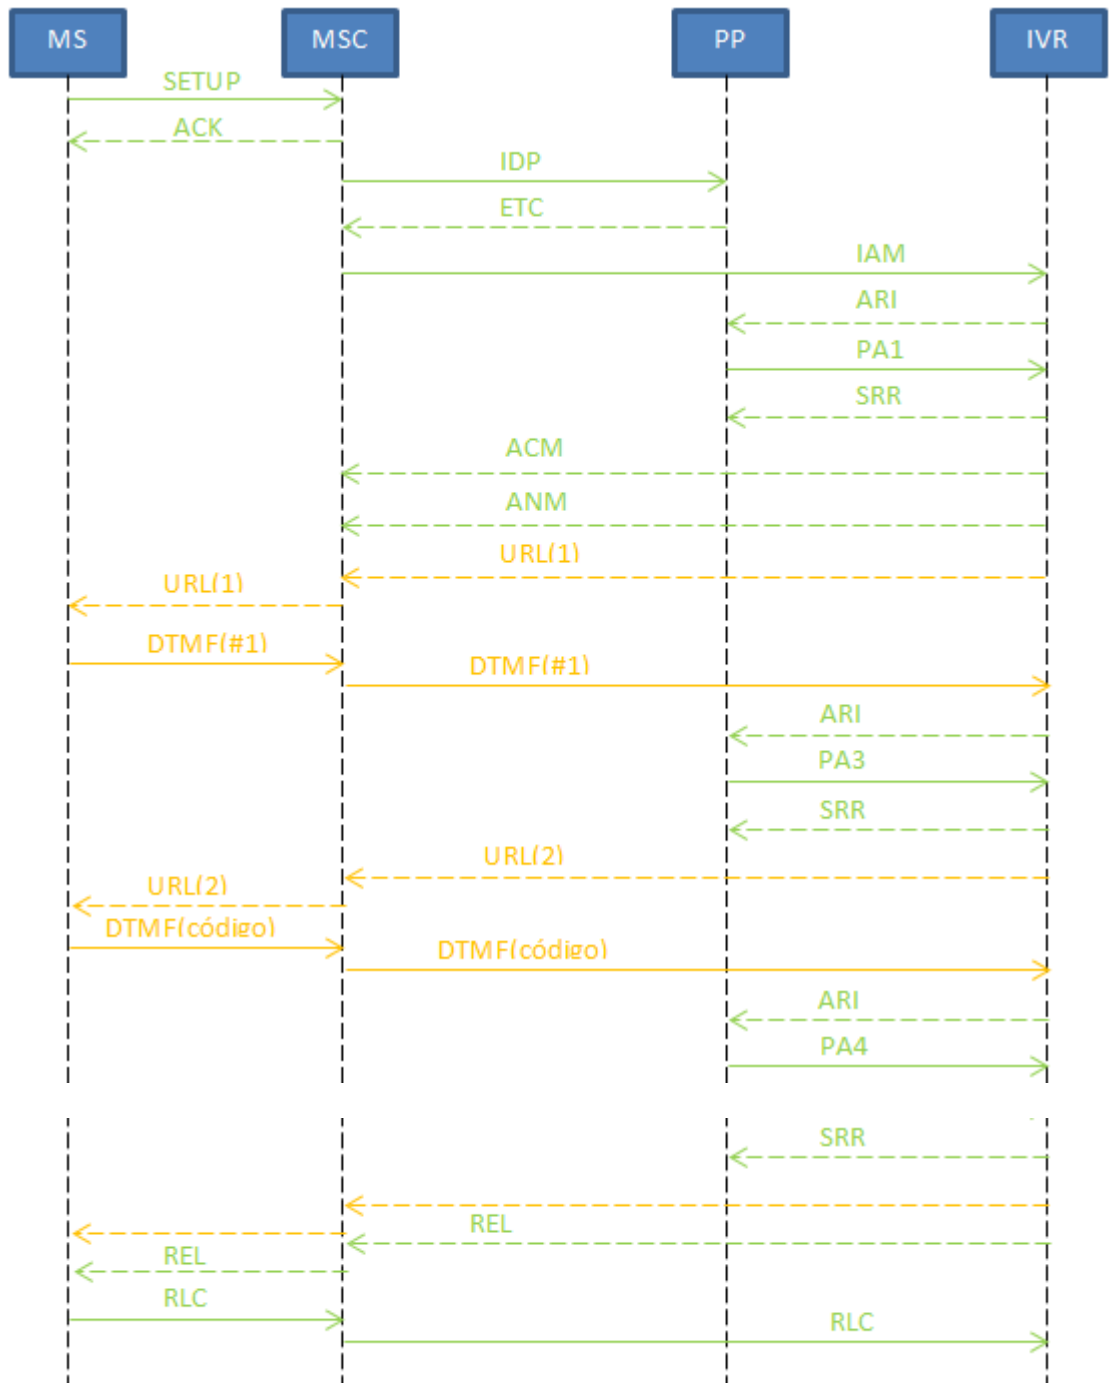 MS
MSC
PP
IVR
SETUP
ACK
IDP
ETC
IAM
ARI
PA1
SRR
ACM
ANM
URL(1)
URL(1)
DTMF(#1)
DTMF(#1)
ARI
PA3
SRR
URL(2)
URL(2)
DTMF(código)
DTMF(código)
ARI
PA4
SRR
REL
REL
RLC
RLC